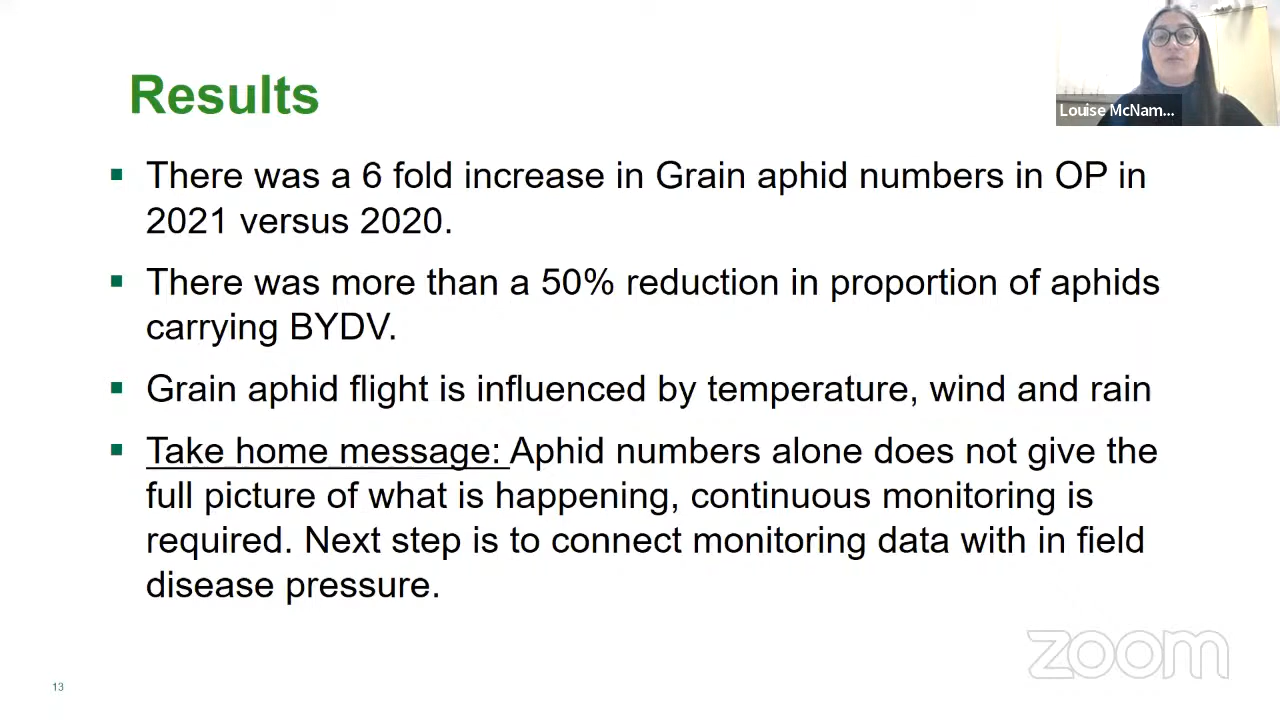 Results
Louise McNam...
▪ There was a 6 fold increase in Grain aphid numbers in OP in
2021 versus 2020.
▪ There was more than a 50% reduction in proportion of aphids
carrying BYDV.
▪ Grain aphid flight is influenced by temperature, wind and rain
▪ Take home message: Aphid numbers alone does not give the
full picture of what is happening, continuous monitoring is
required. Next step is to connect monitoring data with in field
disease pressure.
zoom
13